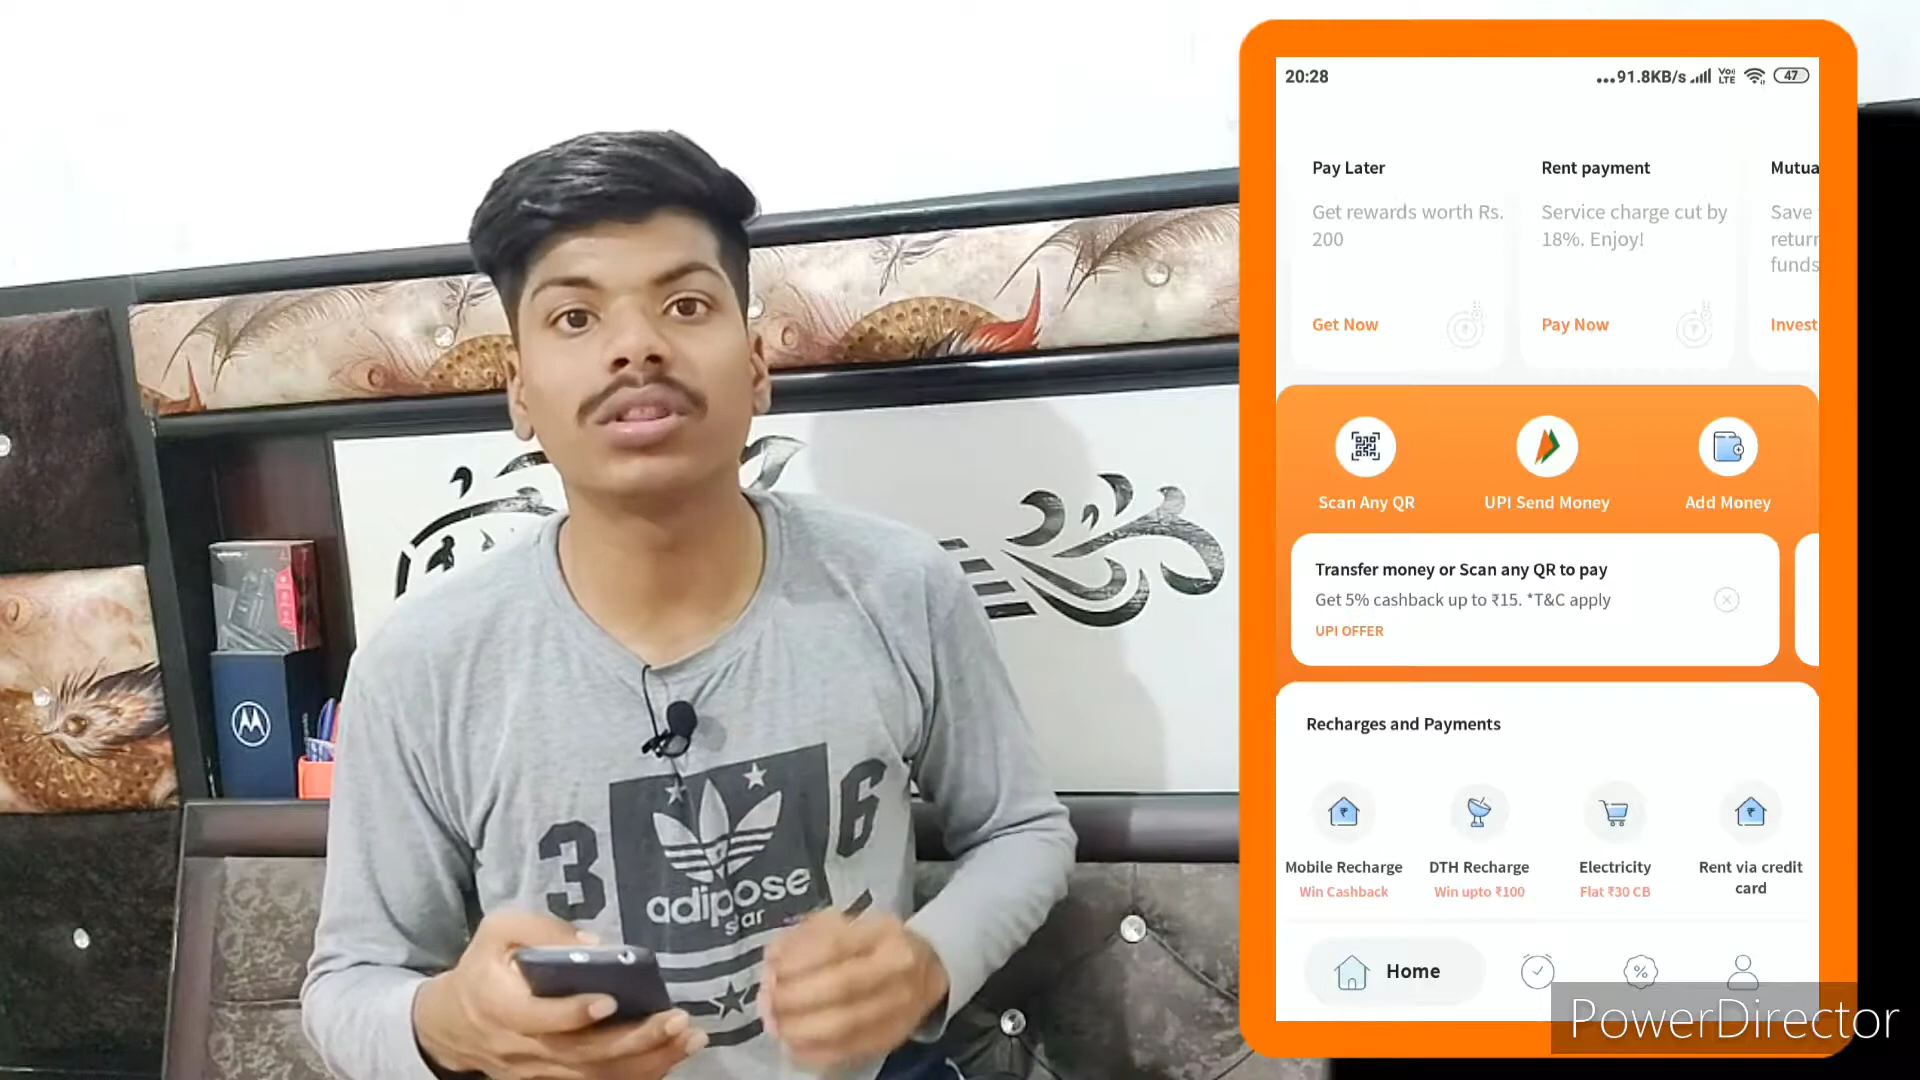 20:28
...91.8KB/s
Vo)
LTE
47
Pay Later
Get rewards worth Rs.
200
Get Now
Rent payment
Service charge cut by
18%. Enjoy!
Pay Now
Mutua
Save
return
funds
Invest
Scan Any QR
UPI Send Money
Add Money
Transfer money or Scan any QR to pay
Get 5% cashback up to ₹15. *T&C apply
UPI OFFER
Recharges and Payments
Mobile Recharge
Win Cashback
DTH Recharge
Win upto ₹100
Electricity
Flat ₹30 CB
Rent via credit
card
Home
PowerDirector
3
6
adipose
star